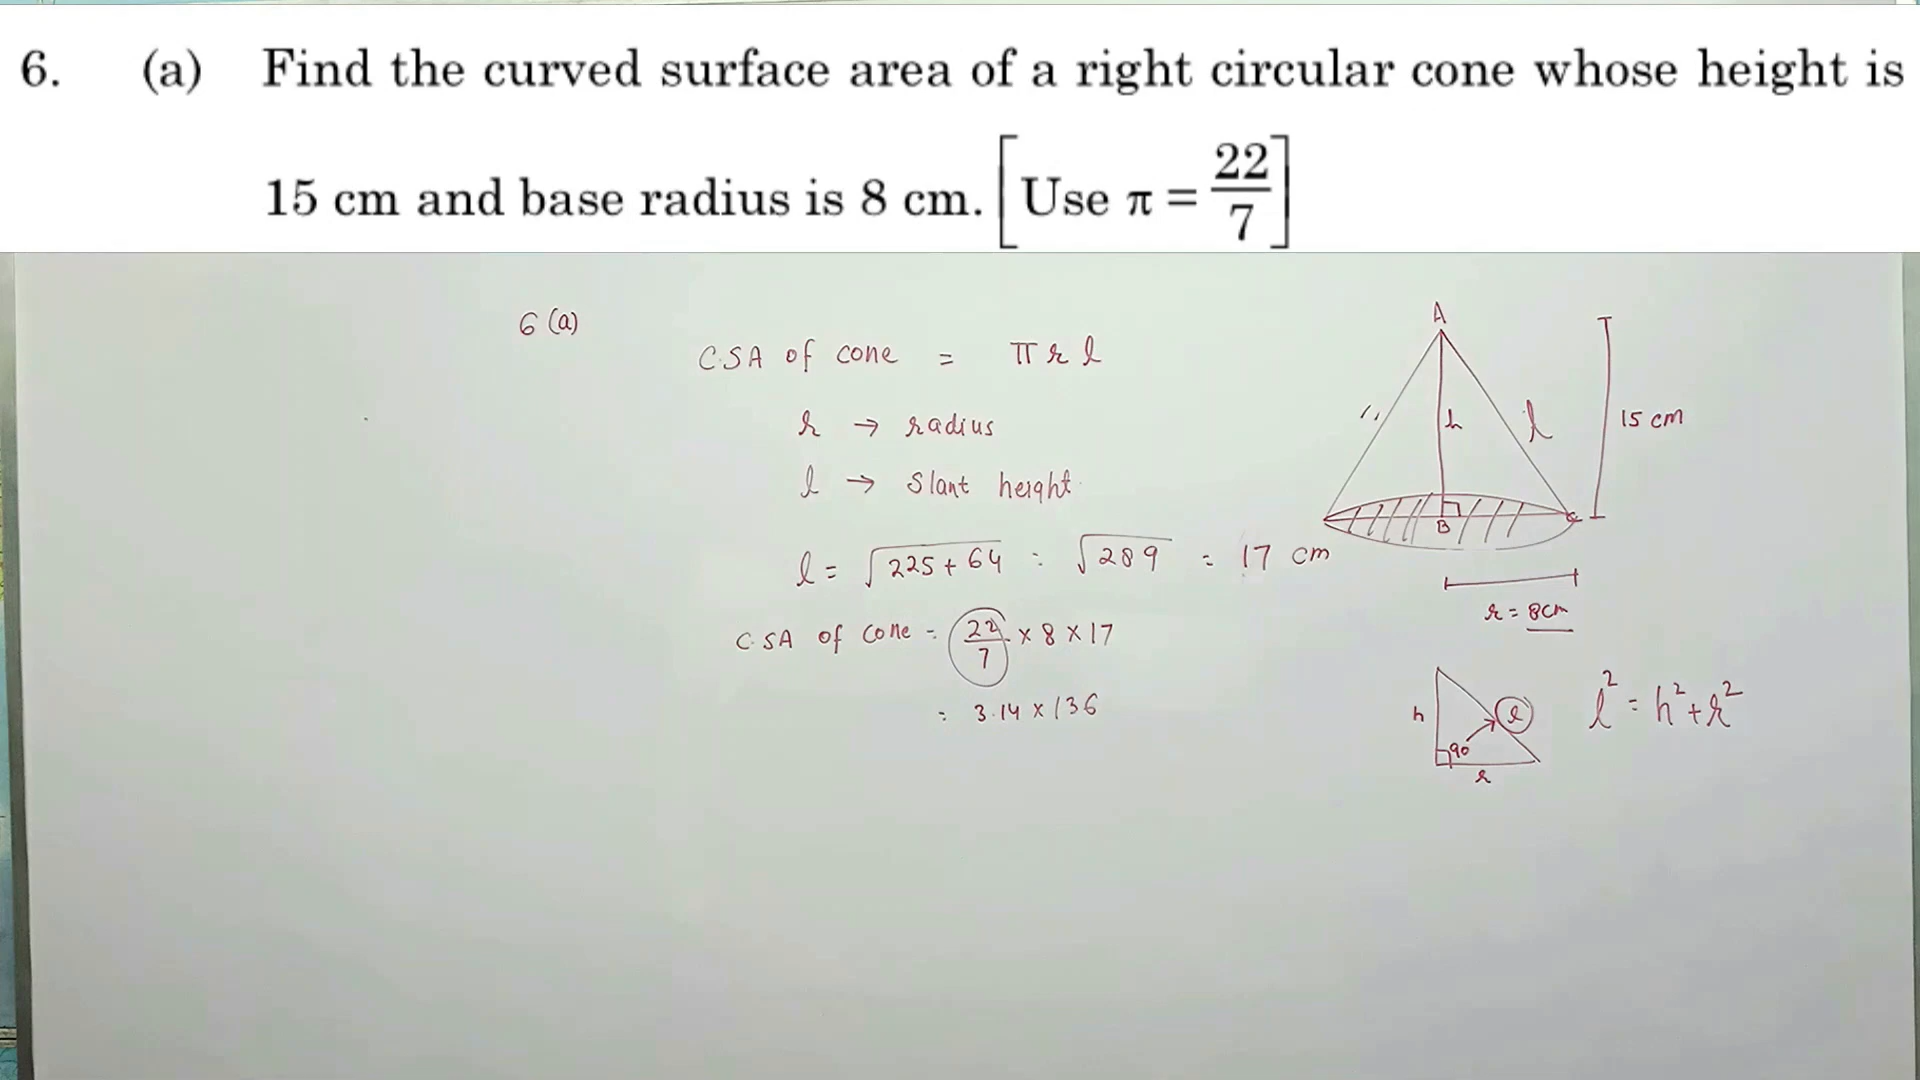 6. (a) Find the curved surface area of a right circular cone whose height is
15 cm and base radius is 8 cm. [Use π = 22/7]
6 (a)
CSA of cone = π r l
r → radius
l → Slant height
l = √225 + 64 = √289 = 17 cm
CSA of Cone = 22/7 × 8 × 17
= 3.14 × 136
A
h
l
15 cm
B
C
r = 8cm
h
l
90
r
l² = h² + r²